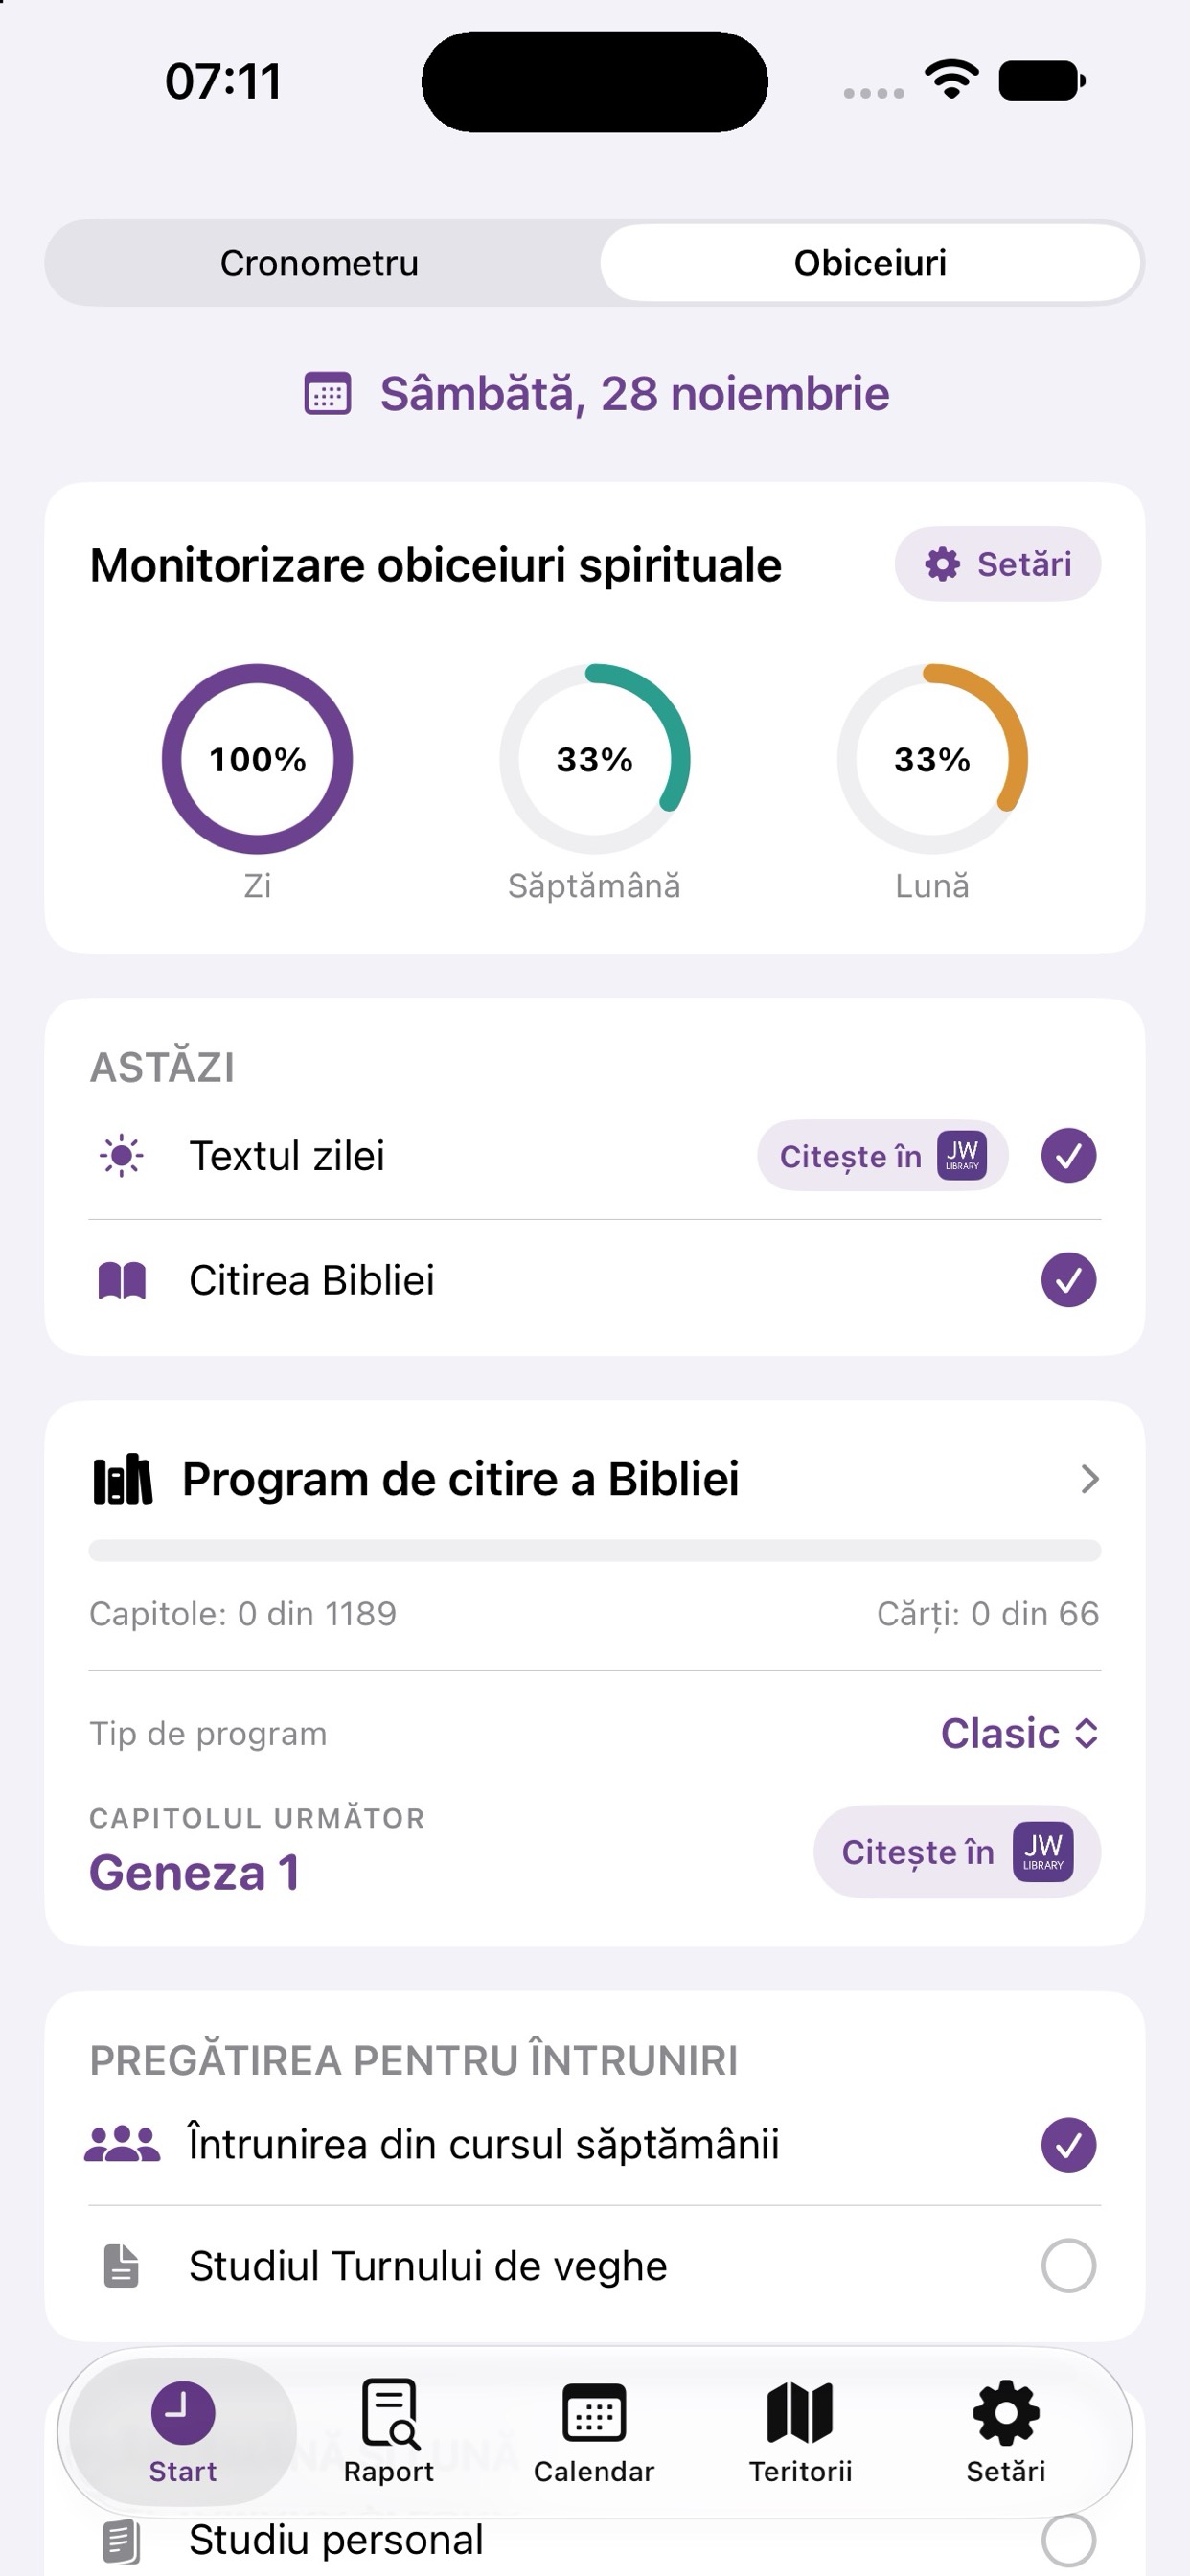 07:11
Cronometru
Obiceiuri
Sâmbătă, 28 noiembrie
Monitorizare obiceiuri spirituale
Setări
100%
33%
33%
Zi
Săptămână
Lună
ASTĂZI
Textul zilei
Citește în
JW
LIBRARY
Citirea Bibliei
Program de citire a Bibliei
Capitole: 0 din 1189
Cărți: 0 din 66
Tip de program
Clasic
CAPITOLUL URMĂTOR
Geneza 1
Citește în
JW
LIBRARY
PREGĂTIREA PENTRU ÎNTRUNIRI
Întrunirea din cursul săptămânii
Studiul Turnului de veghe
Start
Raport
Calendar
Teritorii
Setări
Studiu personal